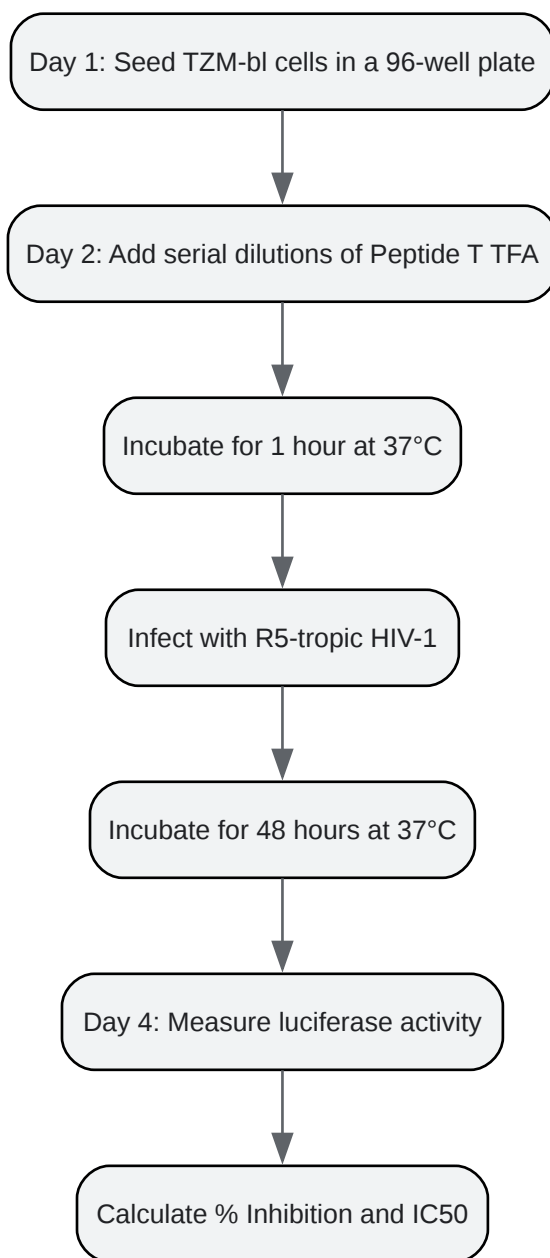 Day 1: Seed TZM-bl cells in a 96-well plate
Day 2: Add serial dilutions of Peptide T TFA
Incubate for 1 hour at 37°C
Infect with R5-tropic HIV-1
Incubate for 48 hours at 37°C
Day 4: Measure luciferase activity
Calculate % Inhibition and IC50